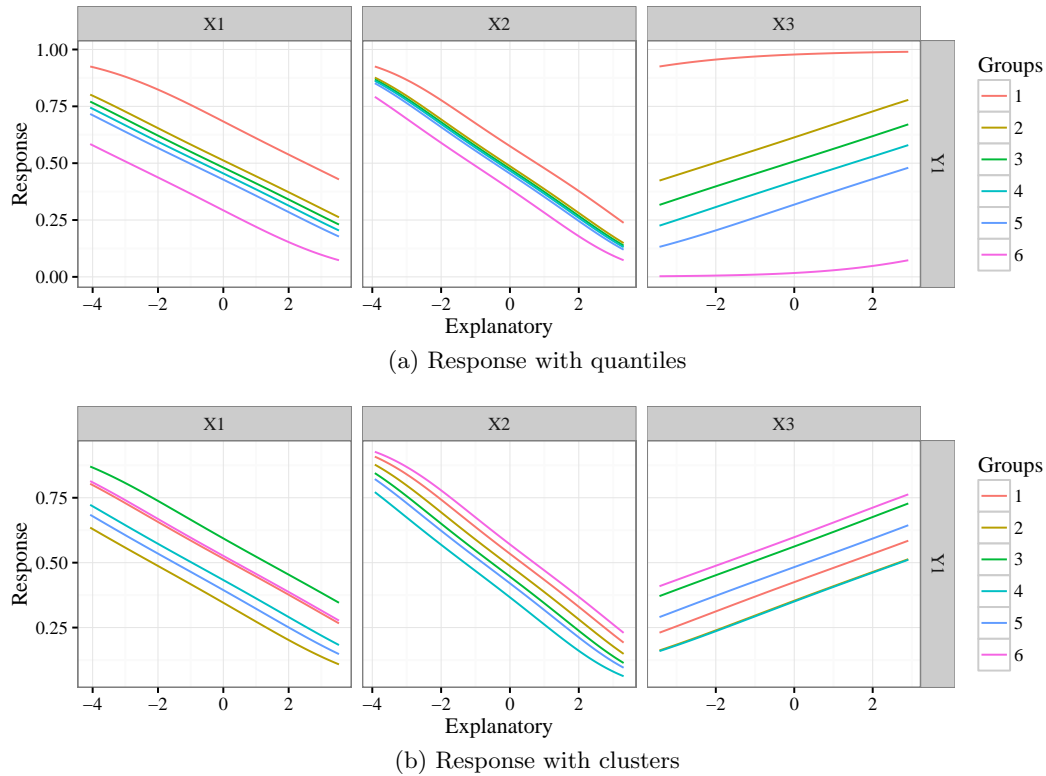 X1 X2 X3
Groups
1
2
3
4
5
6
1.00
0.75
0.50
0.25
0.00
Response
Y1
−4 −2 0 2 −4 −2 0 2 −2 0 2
Explanatory
(a) Response with quantiles
X1 X2 X3
Groups
1
2
3
4
5
6
0.75
0.50
0.25
Response
Y1
−4 −2 0 2 −4 −2 0 2 −2 0 2
Explanatory
(b) Response with clusters